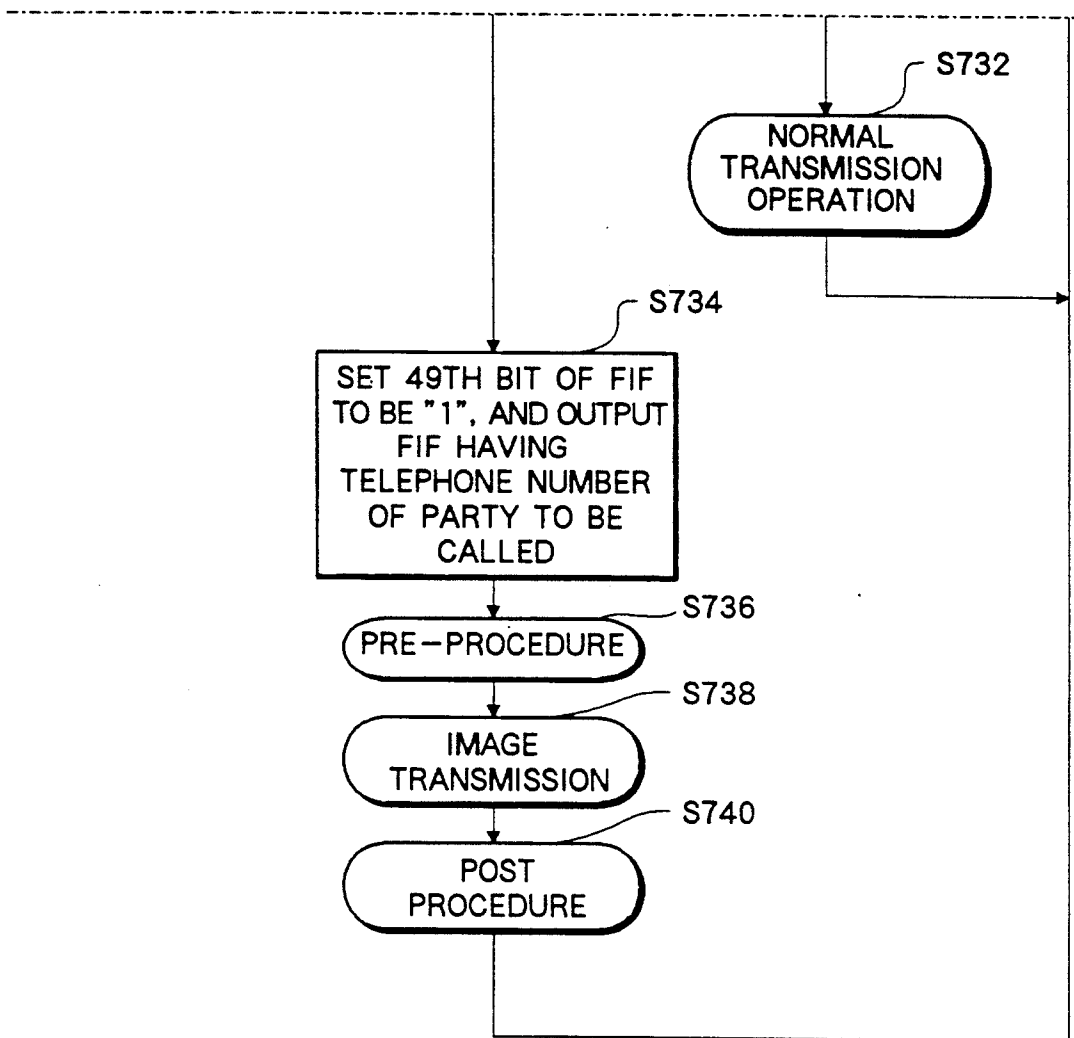 S732
NORMAL
TRANSMISSION
OPERATION
S734
SET 49TH BIT OF FIF
TO BE "1", AND OUTPUT
FIF HAVING
TELEPHONE NUMBER
OF PARTY TO BE
CALLED
S736
PRE-PROCEDURE
S738
IMAGE
TRANSMISSION
S740
POST
PROCEDURE